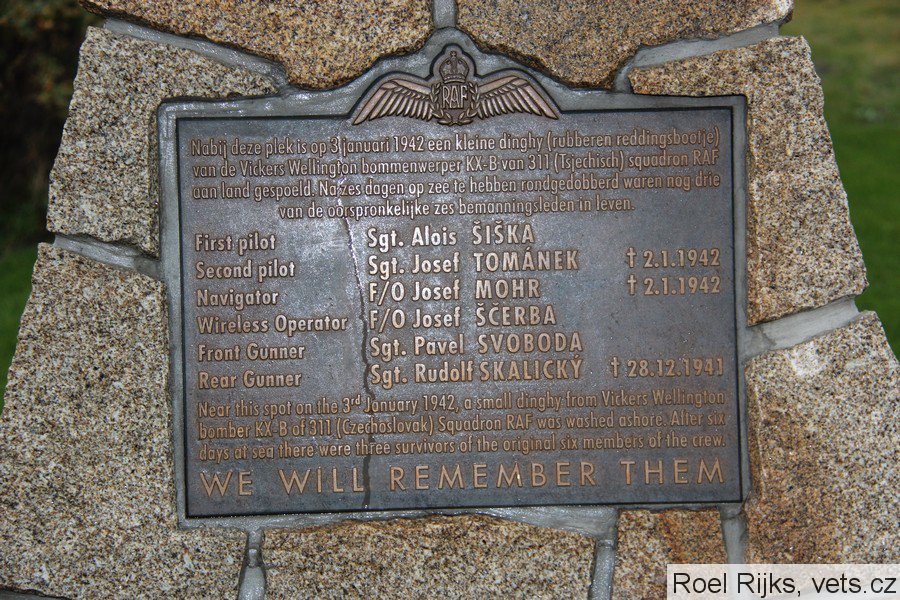 RAF
Nabij deze plek is op 3 januari 1942 een kleine dinghy (rubberen reddingsbootje)
van de Vickers Wellington bommenwerper KX-B van 311 (Tsjechisch) squadron RAF
aan land gespoeld. Na zes dagen op zee te hebben rondgedobberd waren nog drie
van de oorspronkelijke zes bemanningsleden in leven.
First pilot Sgt. Alois ŠIŠKA
Second pilot Sgt. Josef TOMÁNEK † 2.1.1942
Navigator F/O Josef MOHR † 2.1.1942
Wireless Operator F/O Josef ŠČERBA
Front Gunner Sgt. Pavel SVOBODA
Rear Gunner Sgt. Rudolf SKALICKÝ † 28.12.1941
Near this spot on the 3rd January 1942, a small dinghy from Vickers Wellington
bomber KX-B of 311 (Czechoslovak) Squadron RAF was washed ashore. After six
days at sea there were three survivors of the original six members of the crew.
WE WILL REMEMBER THEM
Roel Rijks, vets.cz